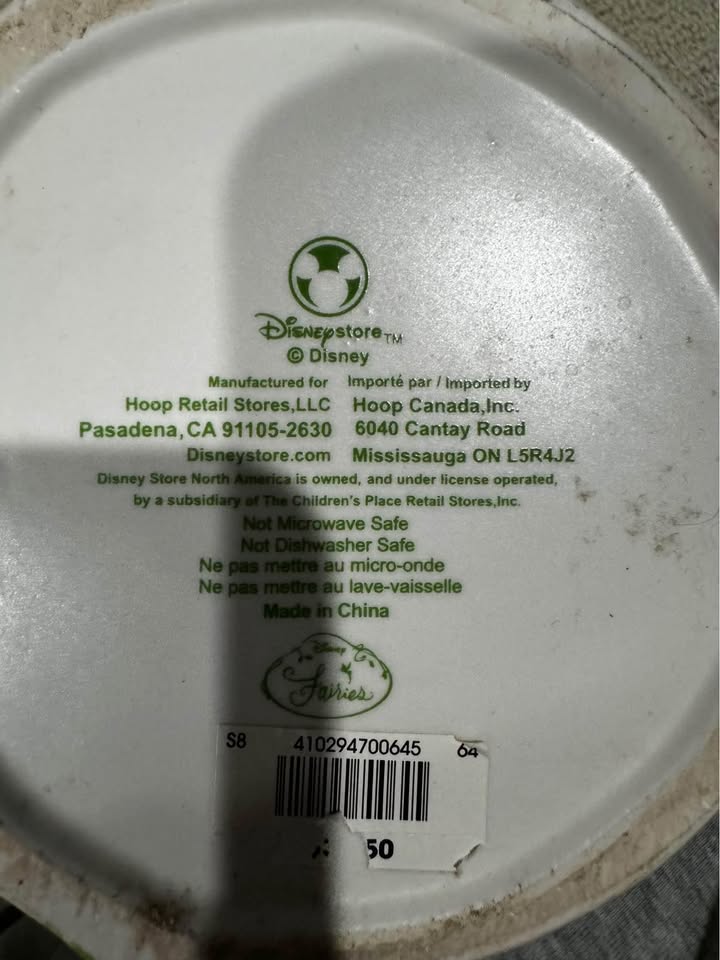 Disneystore TM
© Disney
Manufactured for
Hoop Retail Stores,LLC
Pasadena, CA 91105-2630
Disneystore.com
Importé par / Imported by
Hoop Canada,Inc.
6040 Cantay Road
Mississauga ON L5R4J2
Disney Store North America is owned, and under license operated,
by a subsidiary of The Children's Place Retail Stores,Inc.
Not Microwave Safe
Not Dishwasher Safe
Ne pas mettre au micro-onde
Ne pas mettre au lave-vaisselle
Made in China
Disney
Fairies
S8 410294700645 64
50